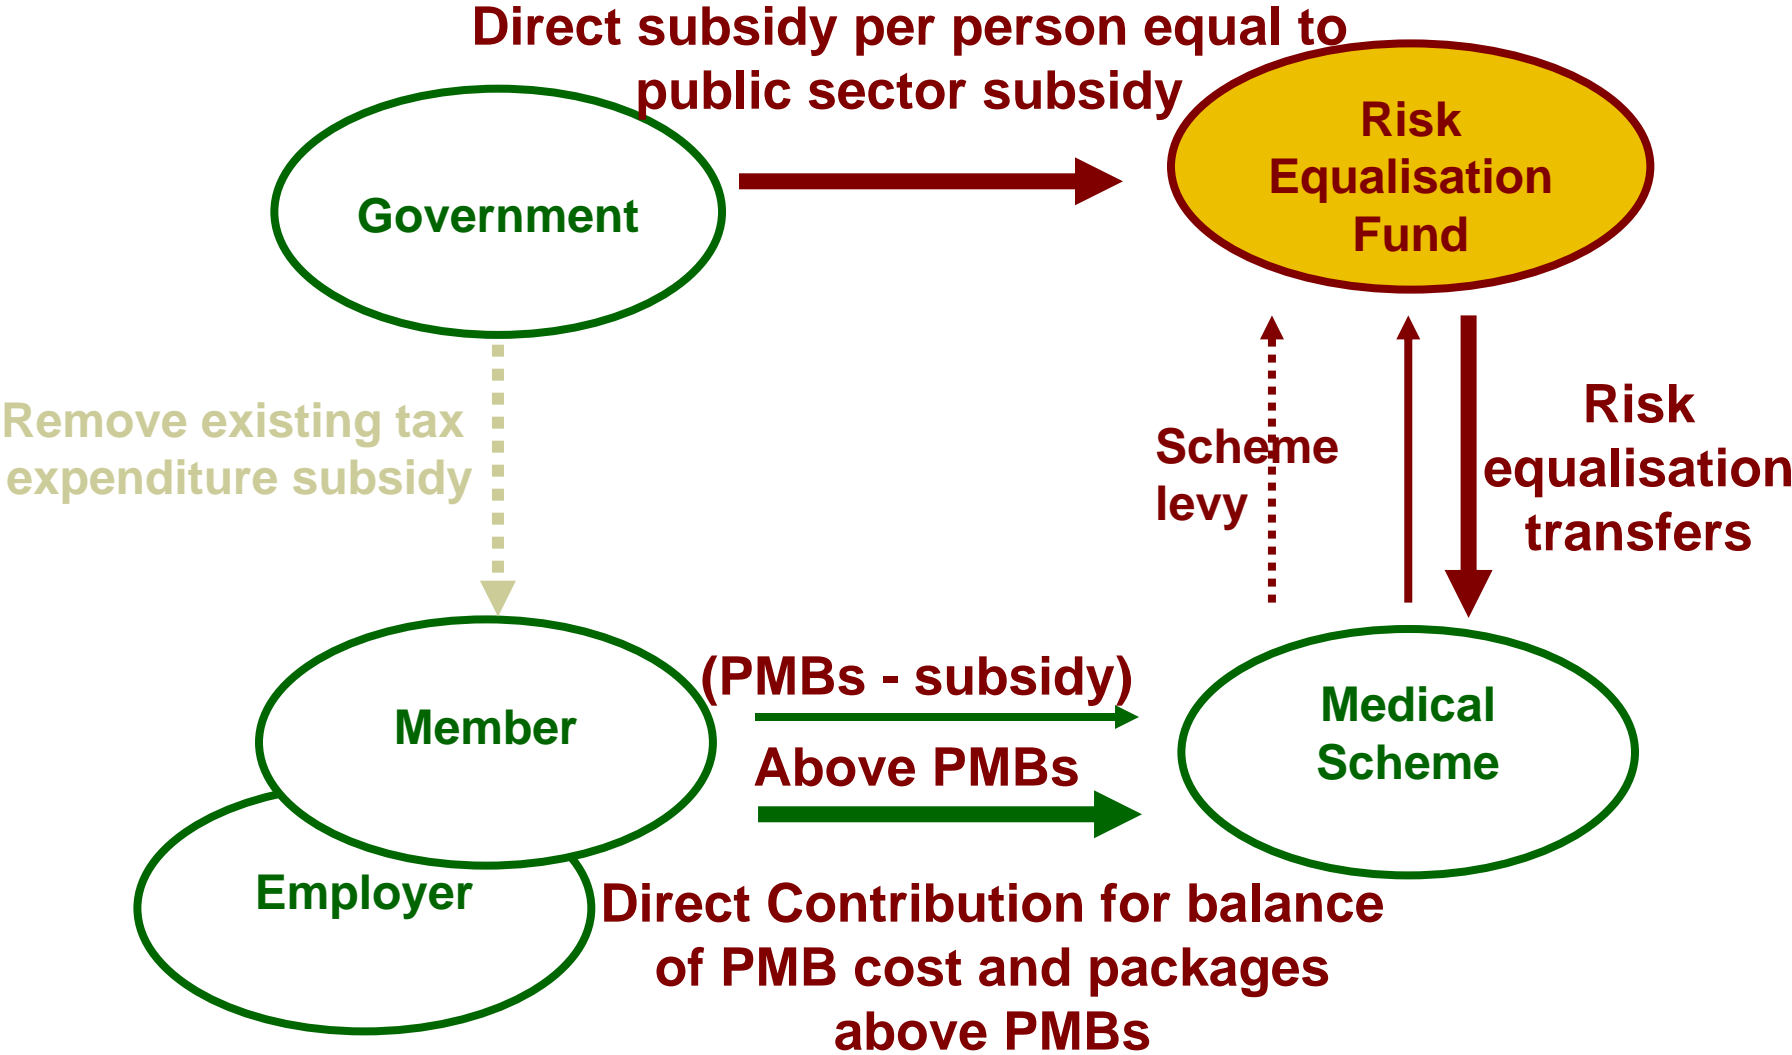 Direct subsidy per person equal to
public sector subsidy
Risk
Equalisation
Fund
Government
Remove existing tax
expenditure subsidy
Scheme
levy
Risk
equalisation
transfers
(PMBs - subsidy)
Member
Medical
Scheme
Above PMBs
Employer
Direct Contribution for balance
of PMB cost and packages
above PMBs